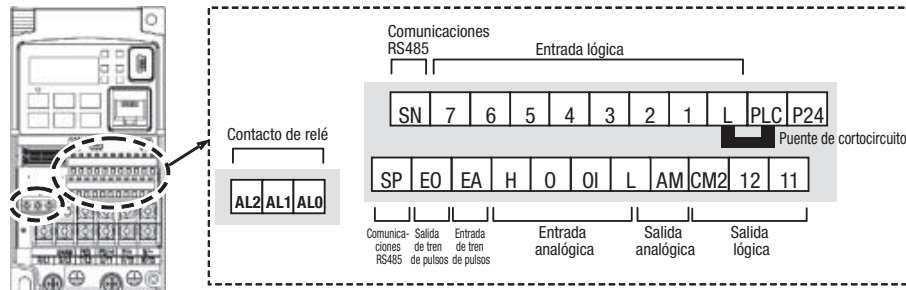 Comunicaciones
RS485
Entrada lógica
SN 7 6 5 4 3 2 1 L PLC P24
Puente de cortocircuito
Contacto de relé
AL2 AL1 AL0
SP EO EA H O OI L AM CM2 12 11
Comunica-
ciones
RS485
Salida
de tren
de pulsos
Entrada
de tren
de pulsos
Entrada
analógica
Salida
analógica
Salida
lógica